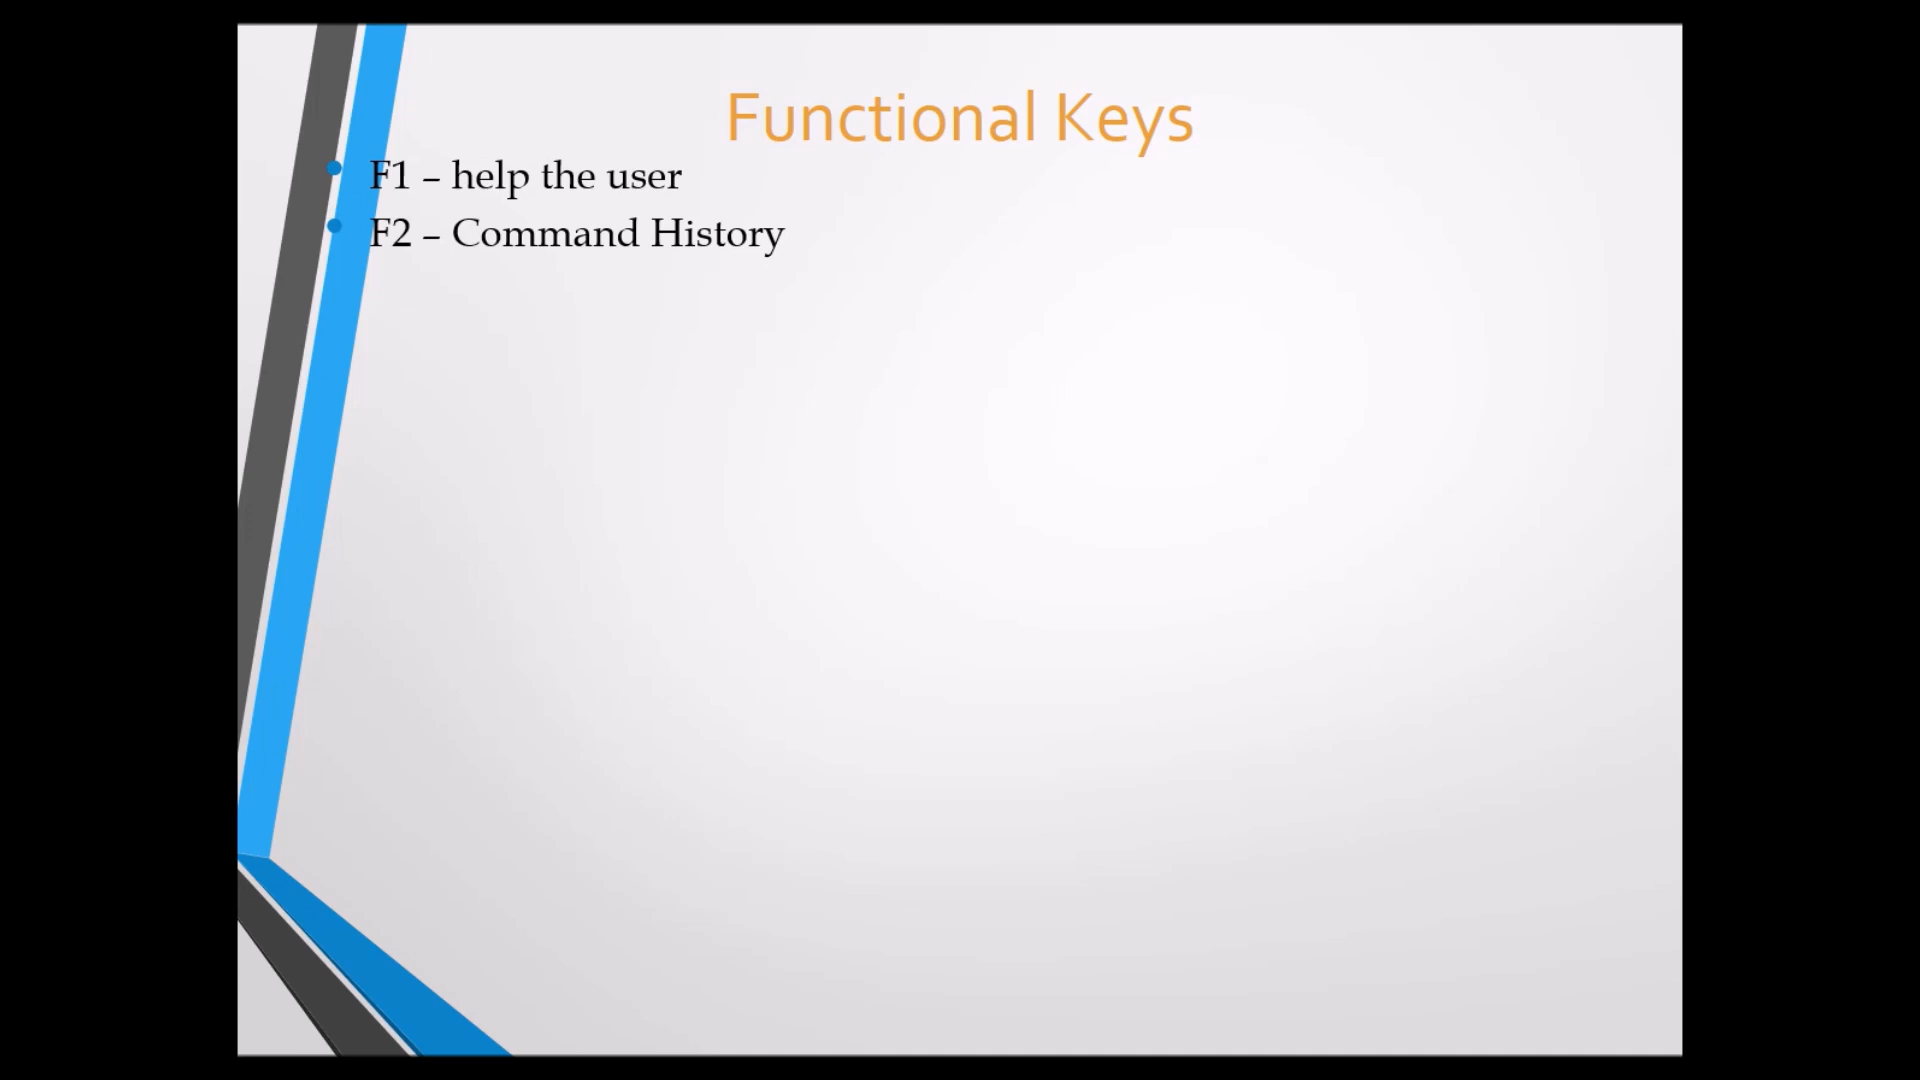 Functional Keys
F1 – help the user
F2 – Command History